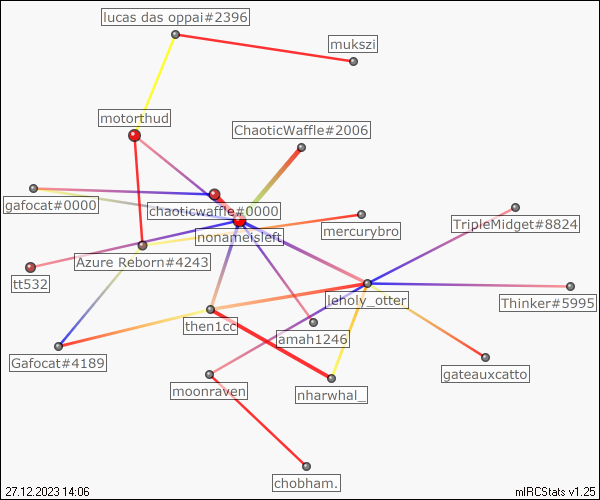 lucas das oppai#2396
mukszi
motorthud
ChaoticWaffle#2006
gafocat#0000
chaoticwaffle#0000
TripleMidget#8824
mercurybro
nonameisleft
Azure Reborn#4243
tt532
leholy_otter
Thinker#5995
then1cc
amah1246
Gafocat#4189
gateauxcatto
moonraven
nharwhal_
chobham.
27.12.2023 14:06
mIRCStats v1.25